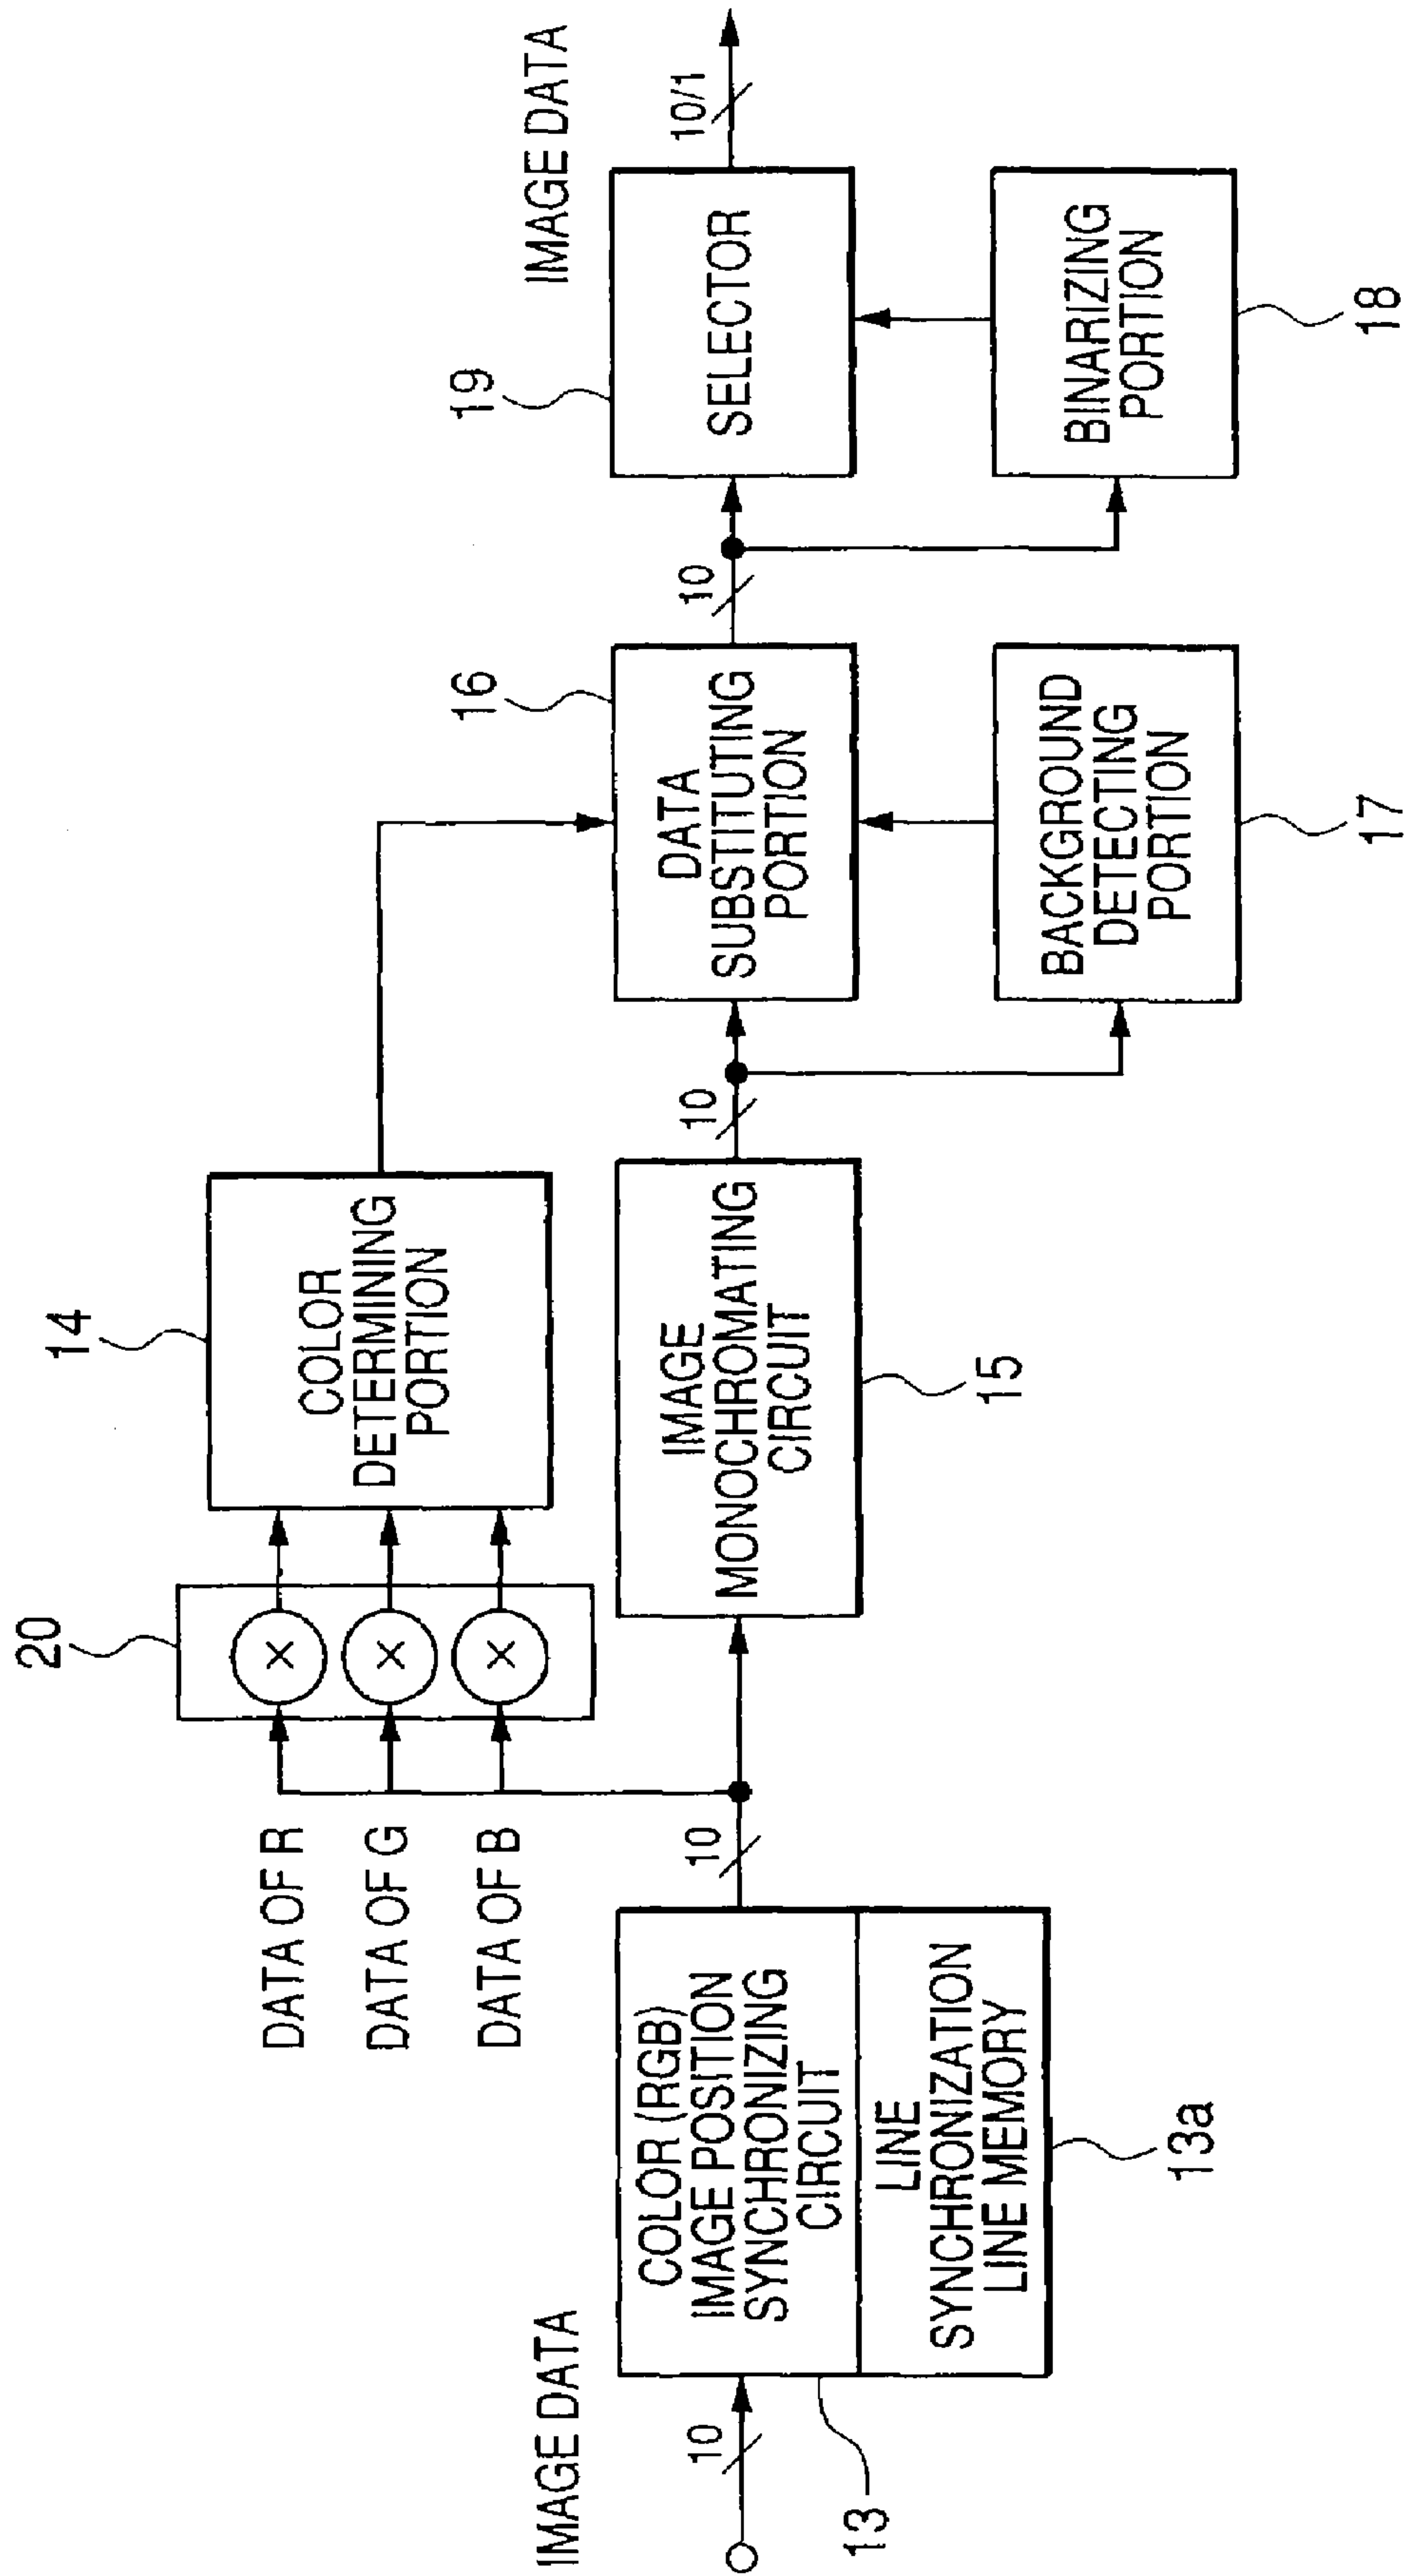 IMAGE DATA
10
13
COLOR (RGB)
IMAGE POSITION
SYNCHRONIZING
CIRCUIT
LINE
SYNCHRONIZATION
LINE MEMORY
13a
10
DATA OF R
DATA OF G
DATA OF B
20
×
×
×
14
COLOR
DETERMINING
PORTION
IMAGE
MONOCHROMATING
CIRCUIT
15
10
16
DATA
SUBSTITUTING
PORTION
BACKGROUND
DETECTING
PORTION
17
10
19
SELECTOR
BINARIZING
PORTION
18
10/1
IMAGE DATA